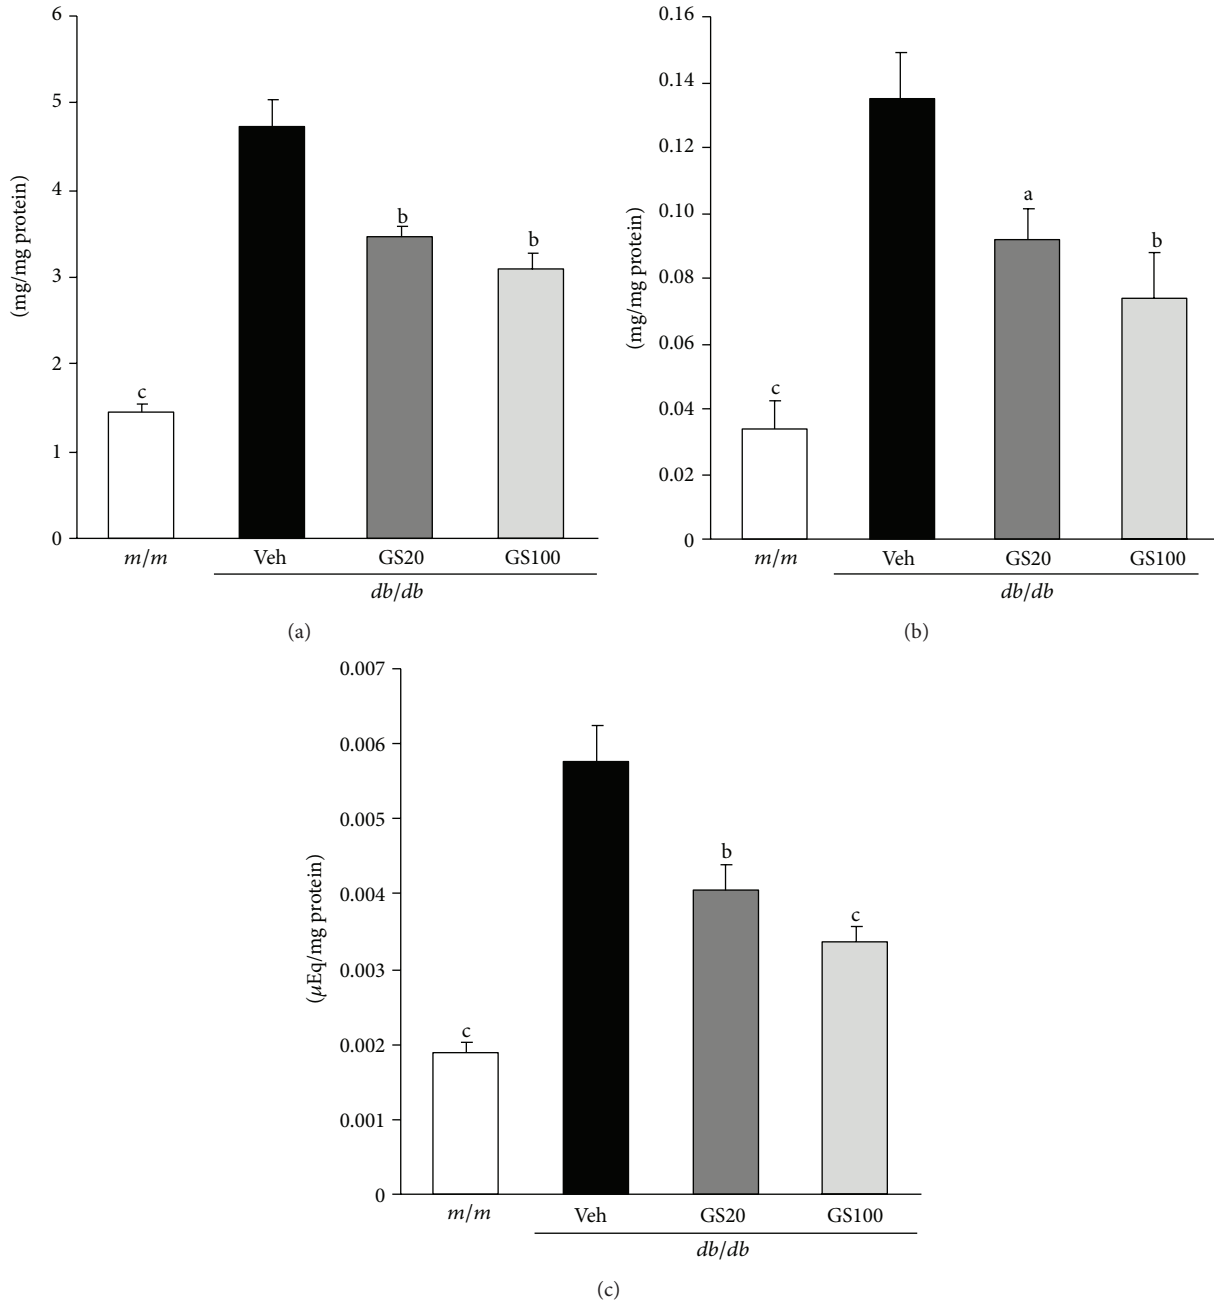 6
5
4
3
2
1
0
(mg/mg protein)
c
b
b
m/m
Veh
GS20
GS100
db/db
(a)
0.16
0.14
0.12
0.10
0.08
0.06
0.04
0.02
0
(mg/mg protein)
c
a
b
m/m
Veh
GS20
GS100
db/db
(b)
0.007
0.006
0.005
0.004
0.003
0.002
0.001
0
(μEq/mg protein)
c
b
c
m/m
Veh
GS20
GS100
db/db
(c)